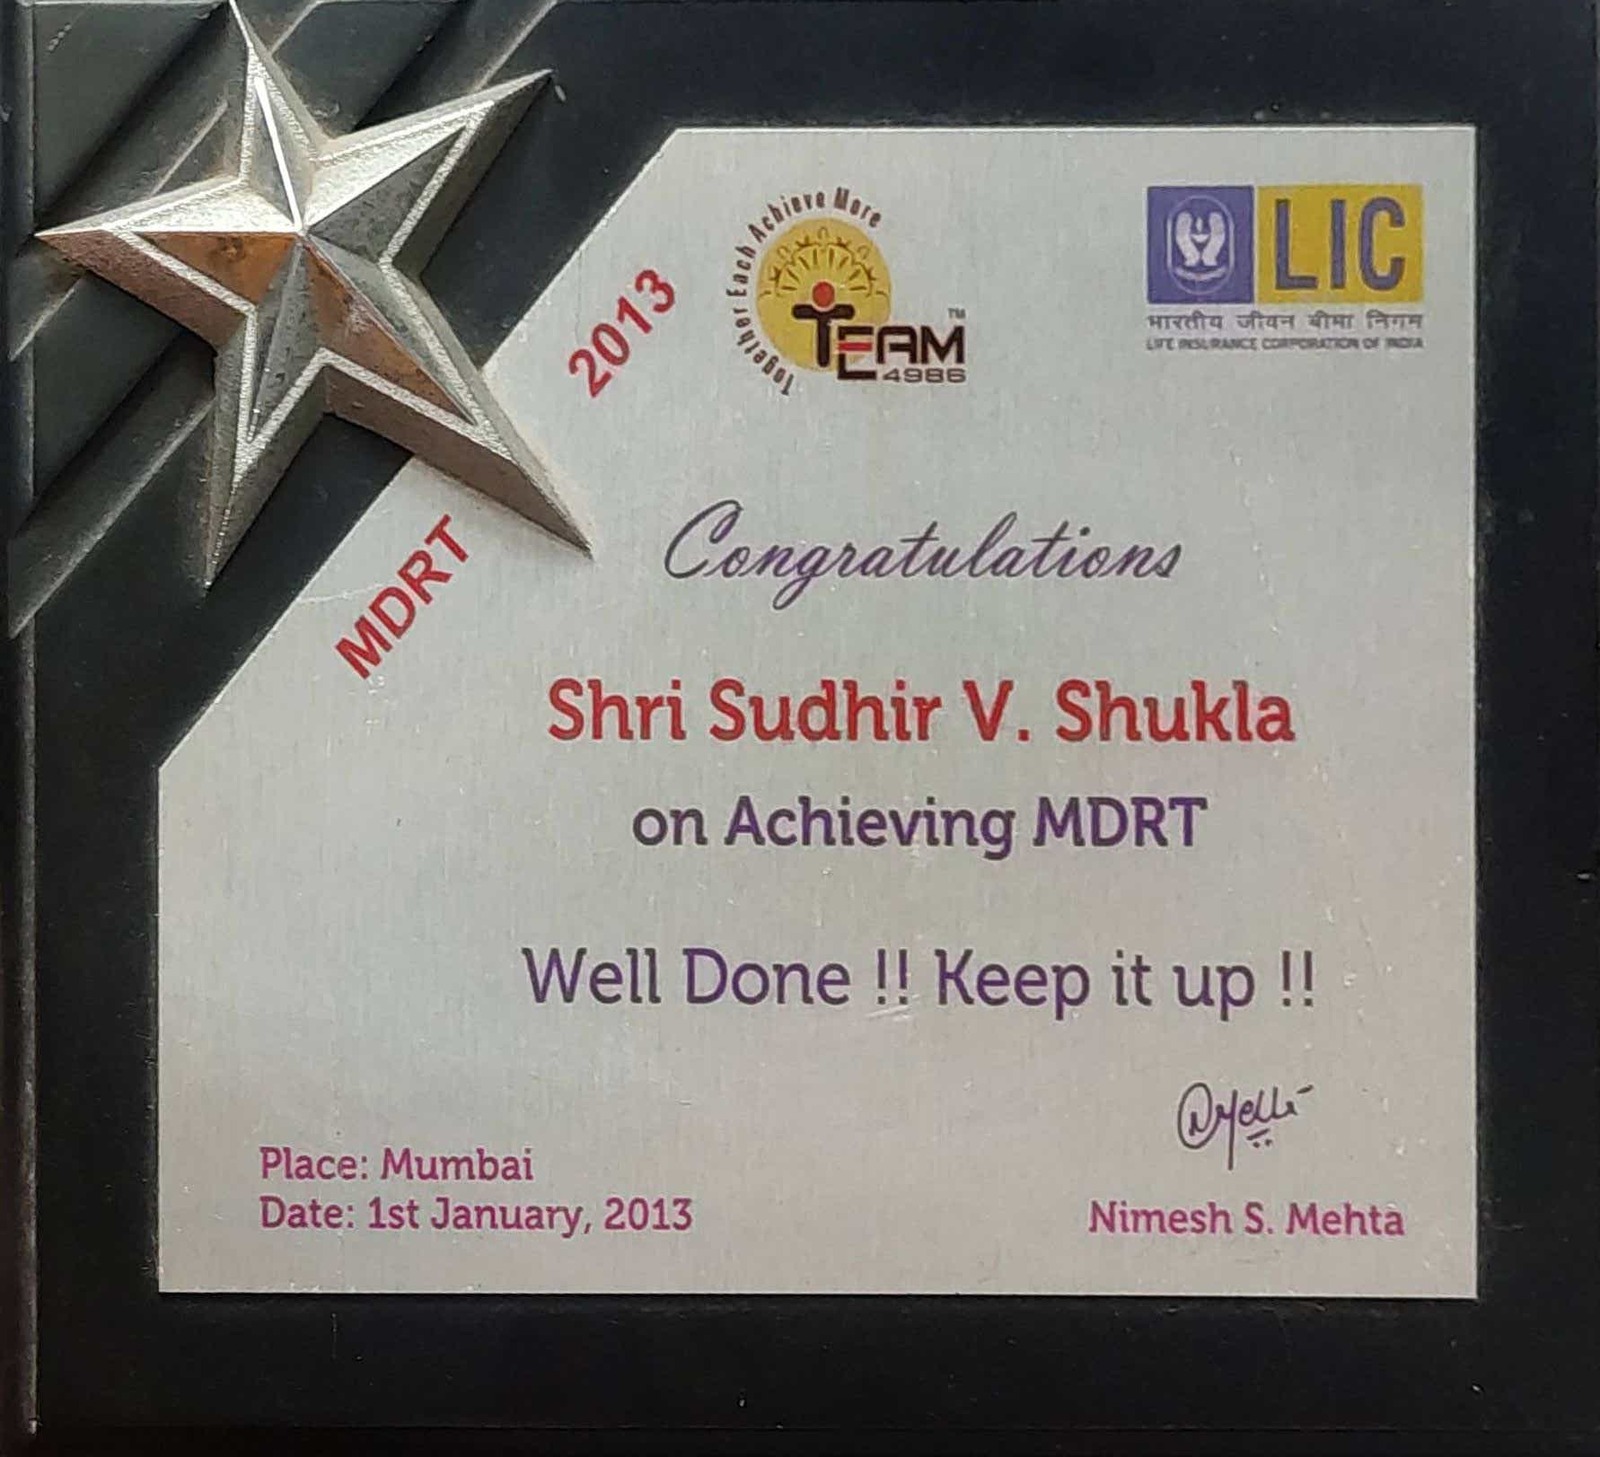 Together Each Achieve More
TEAM TM
4986
LIC
भारतीय जीवन बीमा निगम
LIFE INSURANCE CORPORATION OF INDIA
MDRT 2013
Congratulations
Shri Sudhir V. Shukla
on Achieving MDRT
Well Done !! Keep it up !!
Place: Mumbai
Date: 1st January, 2013
Nimesh S. Mehta